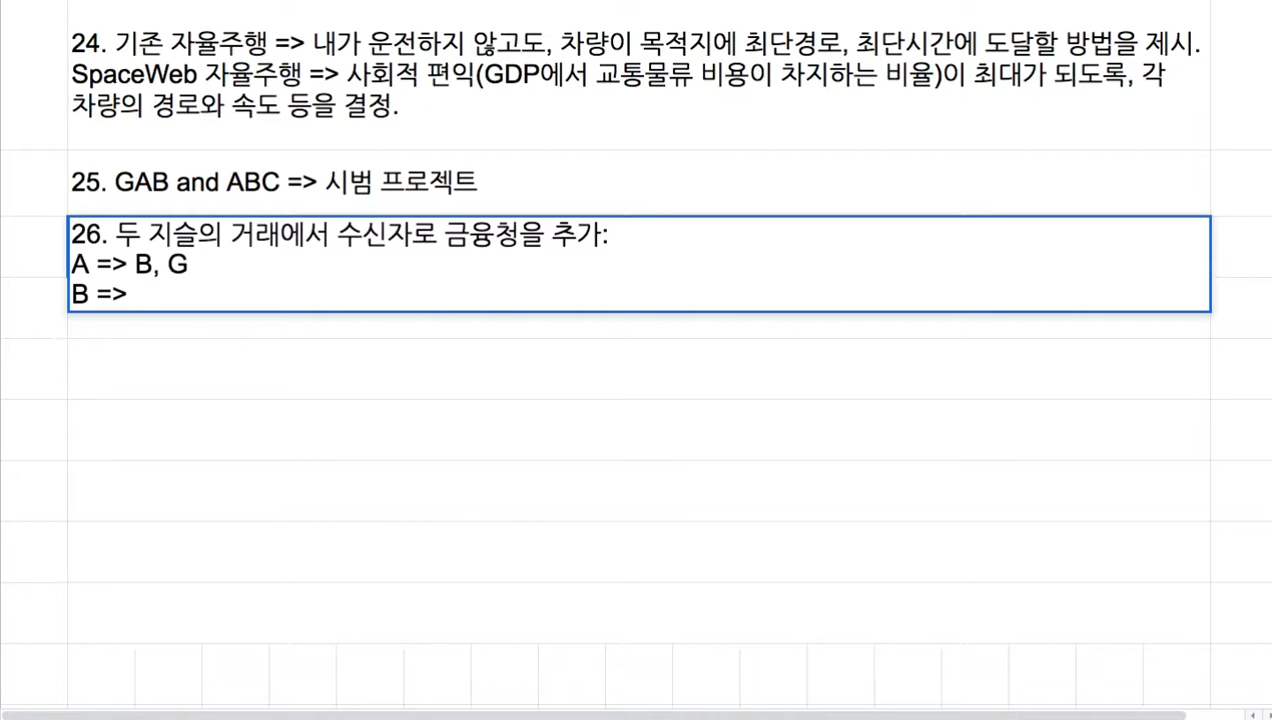 24. 기존 자율주행 => 내가 운전하지 않고도, 차량이 목적지에 최단경로, 최단시간에 도달할 방법을 제시.
SpaceWeb 자율주행 => 사회적 편익(GDP에서 교통물류 비용이 차지하는 비율)이 최대가 되도록, 각
차량의 경로와 속도 등을 결정.
25. GAB and ABC => 시범 프로젝트
26. 두 지슬의 거래에서 수신자로 금융청을 추가:
A => B, G
B =>